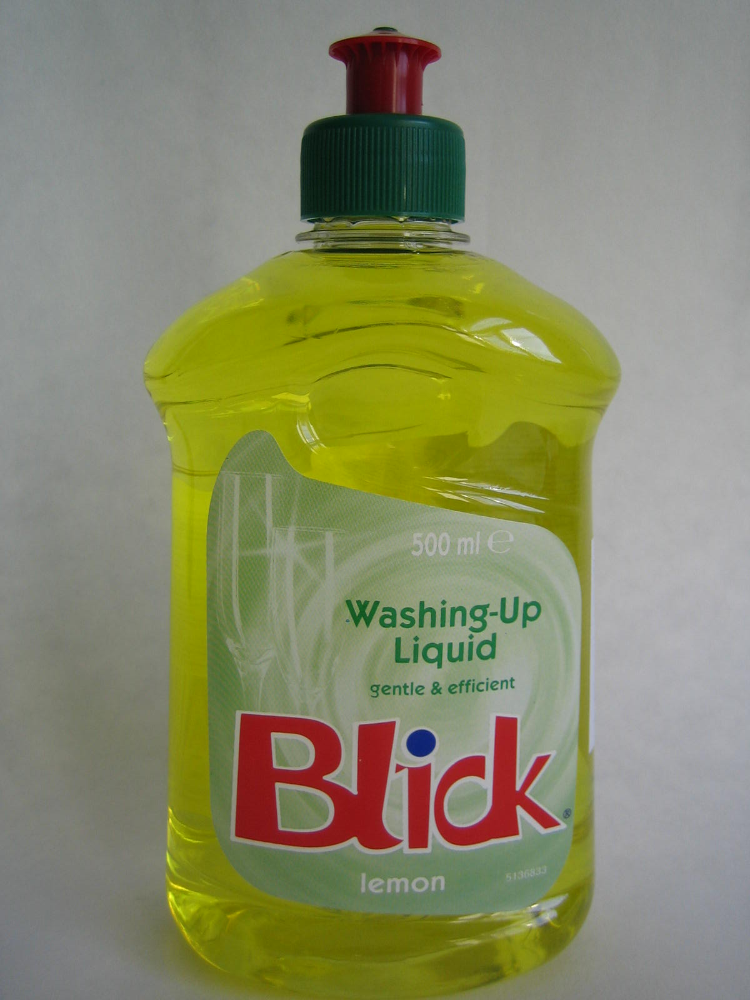 500 ml ℮
Washing-Up
Liquid
gentle & efficient
Blick®
lemon
5136833